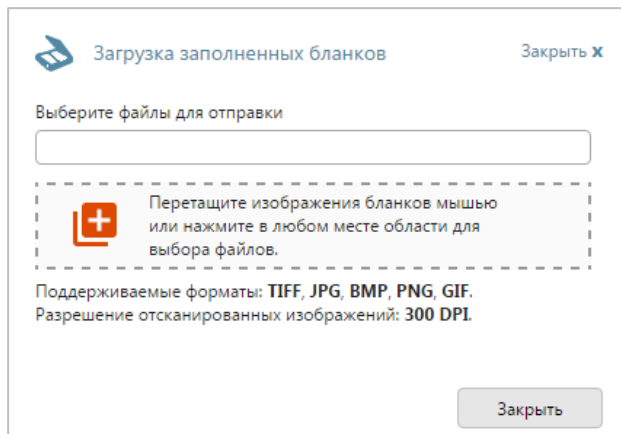 Загрузка заполненных бланков
Закрыть x
Выберите файлы для отправки
Перетащите изображения бланков мышью
или нажмите в любом месте области для
выбора файлов.
Поддерживаемые форматы: TIFF, JPG, BMP, PNG, GIF.
Разрешение отсканированных изображений: 300 DPI.
Закрыть